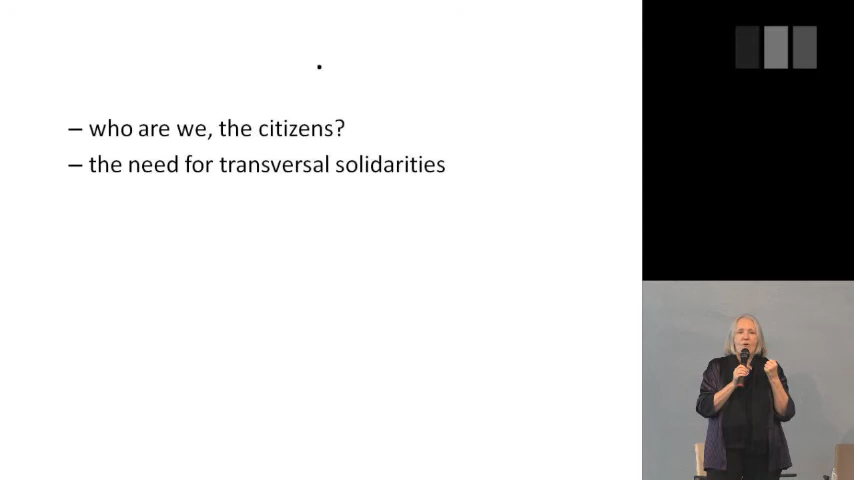 .
– who are we, the citizens?
– the need for transversal solidarities